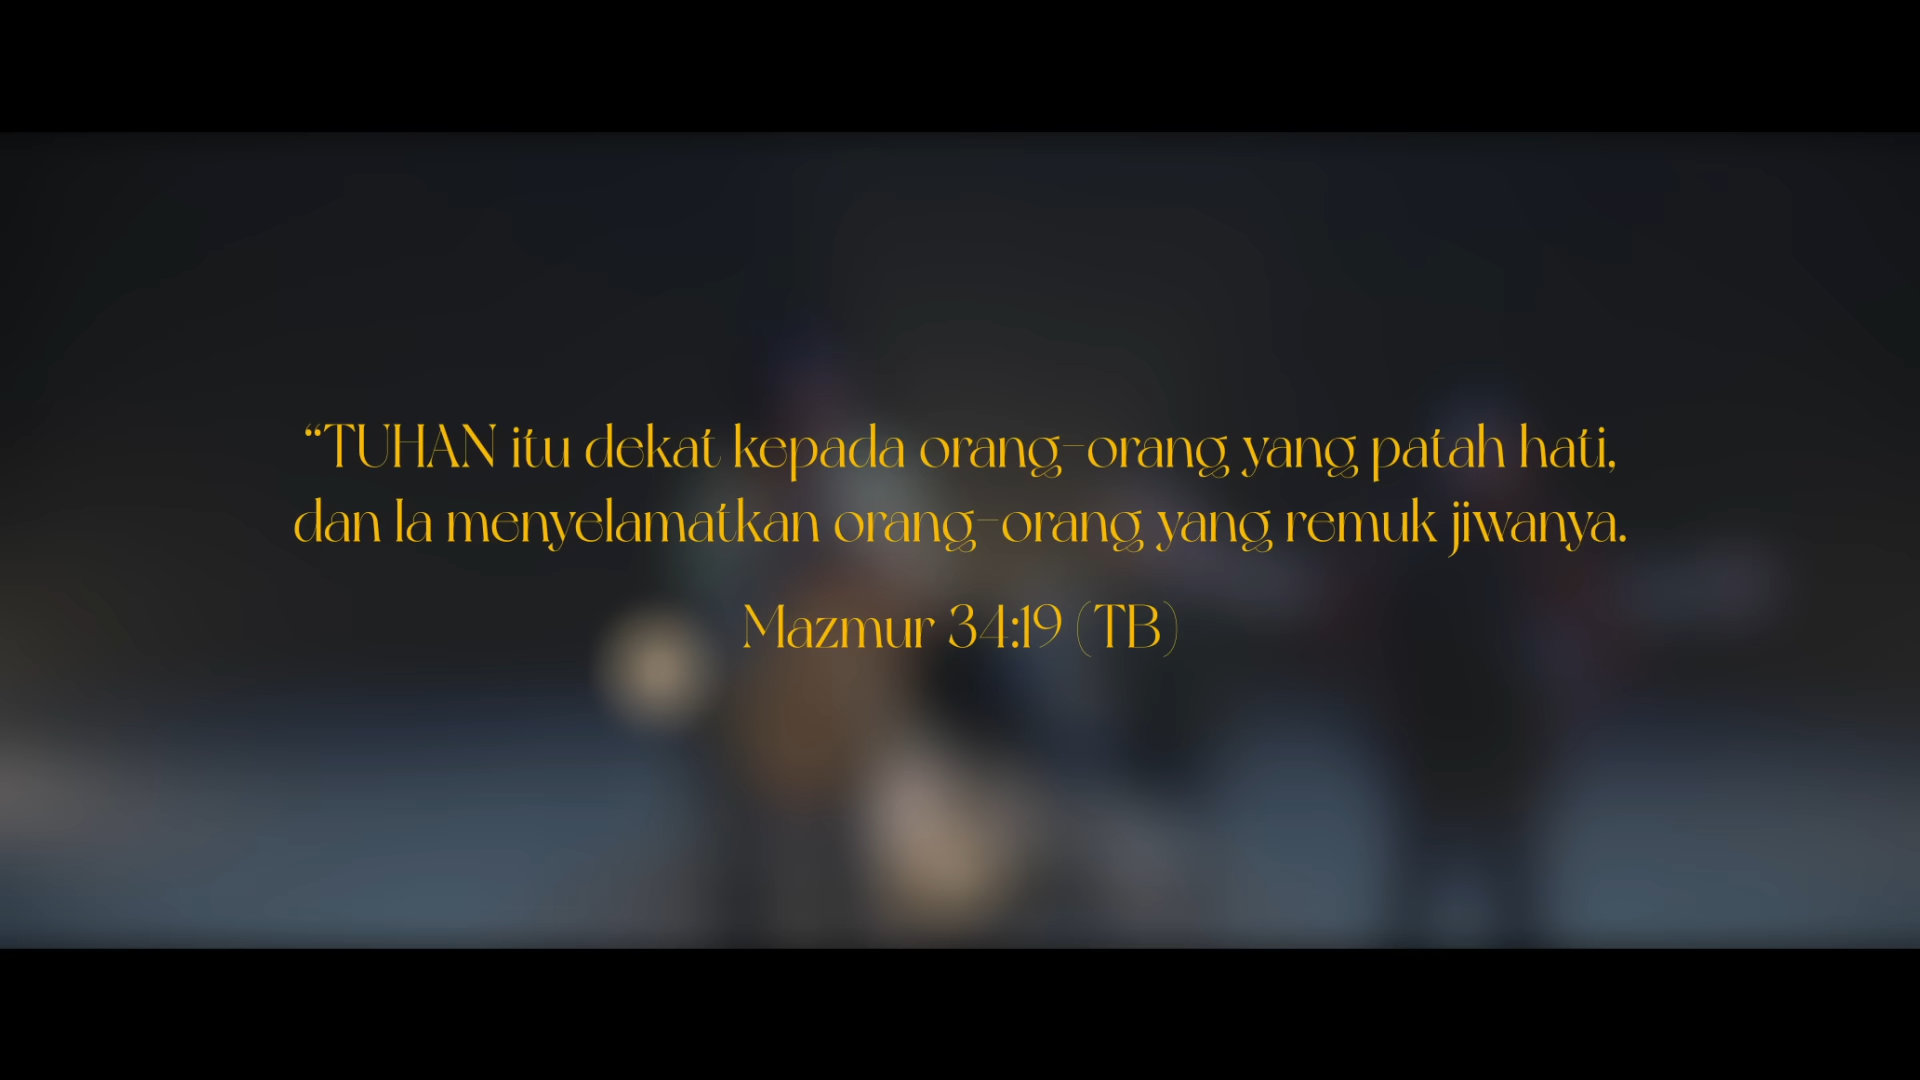 “TUHAN itu dekat kepada orang-orang yang patah hati,
dan Ia menyelamatkan orang-orang yang remuk jiwanya.
Mazmur 34:19 (TB)